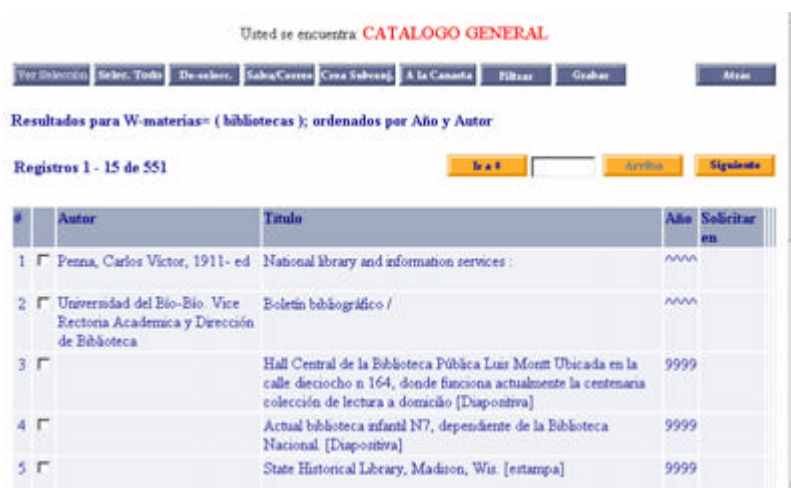 Usted se encuentra: CATALOGO GENERAL
Ver Selección Selec. Todo De-selecc. Salva/Correo Crea Subconj. A la Canasta Filtrar Grabar Atrás
Resultados para W-materias= ( bibliotecas ); ordenados por Año y Autor
Registros 1 - 15 de 551 Ir a # Arriba Siguiente
# Autor Titulo Año Solicitar
en
1 Penna, Carlos Victor, 1911- ed National library and information services : ^^^^
2 Universidad del Bío-Bío. Vice Boletín bibliográfico / ^^^^
Rectoria Academica y Dirección
de Biblioteca
3 Hall Central de la Biblioteca Pública Luis Montt Ubicada en la 9999
calle dieciocho n 164, donde funciona actualmente la centenaria
colección de lectura a domicilio [Diapositiva]
4 Actual biblioteca infantil N7, dependiente de la Biblioteca 9999
Nacional. [Diapositiva]
5 State Historical Library, Madison, Wis. [estampa] 9999